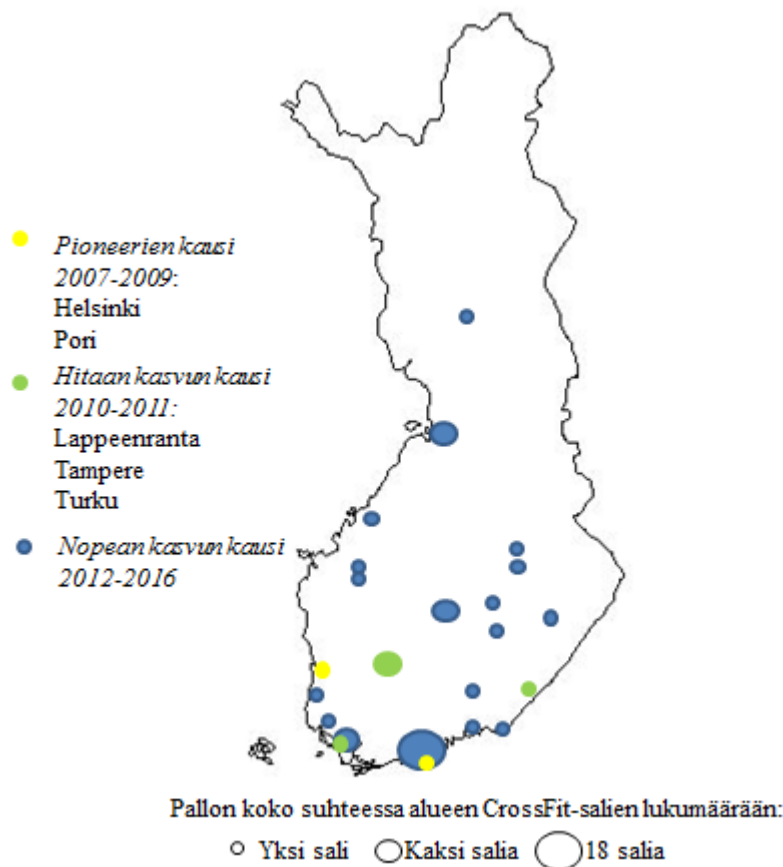 Pioneerien kausi
2007-2009:
Helsinki
Pori
Hitaan kasvun kausi
2010-2011:
Lappeenranta
Tampere
Turku
Nopean kasvun kausi
2012-2016
Pallon koko suhteessa alueen CrossFit-salien lukumäärään:
Yksi sali Kaksi salia 18 salia